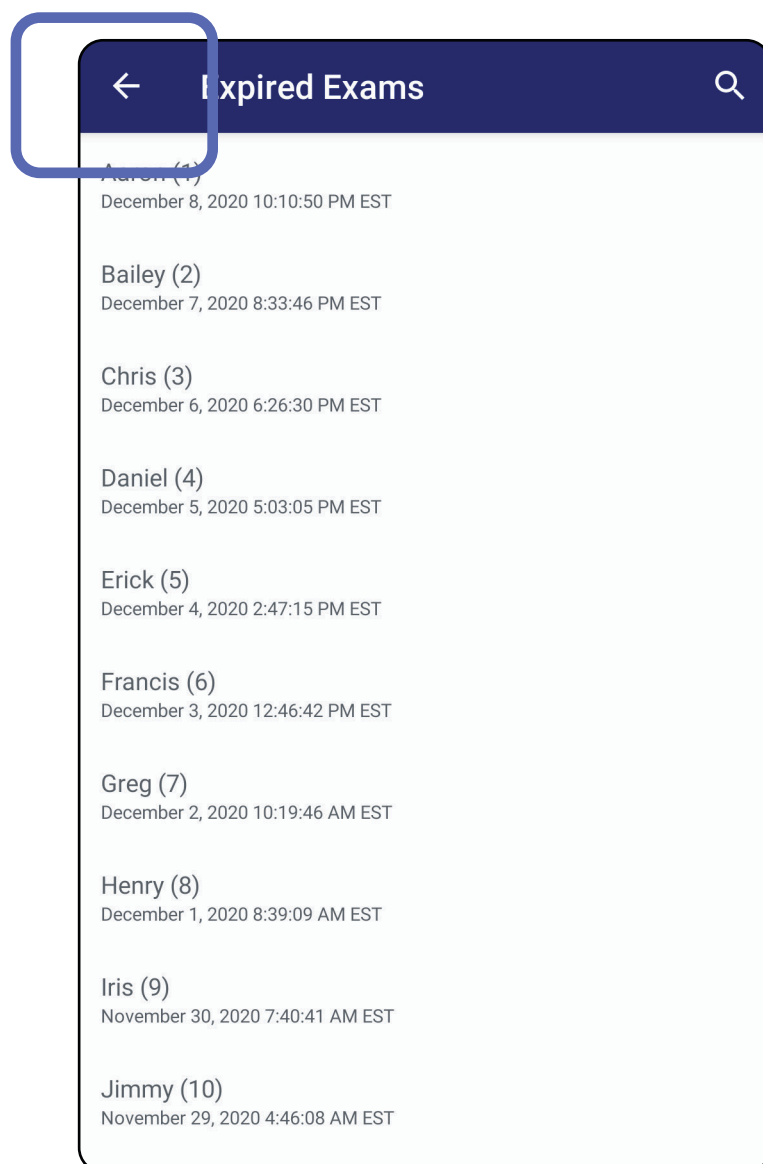 Expired Exams
Aaron (1)
December 8, 2020 10:10:50 PM EST
Bailey (2)
December 7, 2020 8:33:46 PM EST
Chris (3)
December 6, 2020 6:26:30 PM EST
Daniel (4)
December 5, 2020 5:03:05 PM EST
Erick (5)
December 4, 2020 2:47:15 PM EST
Francis (6)
December 3, 2020 12:46:42 PM EST
Greg (7)
December 2, 2020 10:19:46 AM EST
Henry (8)
December 1, 2020 8:39:09 AM EST
Iris (9)
November 30, 2020 7:40:41 AM EST
Jimmy (10)
November 29, 2020 4:46:08 AM EST